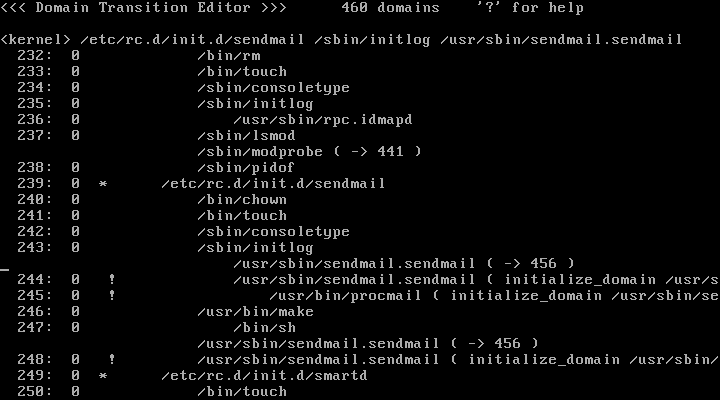 <<< Domain Transition Editor >>>      460 domains    '?' for help
<kernel> /etc/rc.d/init.d/sendmail /sbin/initlog /usr/sbin/sendmail.sendmail
232:  0             /bin/rm
233:  0             /bin/touch
234:  0             /sbin/consoletype
235:  0             /sbin/initlog
236:  0                 /usr/sbin/rpc.idmapd
237:  0             /sbin/lsmod
/sbin/modprobe ( -> 441 )
238:  0             /sbin/pidof
239:  0  *      /etc/rc.d/init.d/sendmail
240:  0             /bin/chown
241:  0             /bin/touch
242:  0             /sbin/consoletype
243:  0             /sbin/initlog
/usr/sbin/sendmail.sendmail ( -> 456 )
244:  0   !             /usr/sbin/sendmail.sendmail ( initialize_domain /usr/s
245:  0   !                 /usr/bin/procmail ( initialize_domain /usr/sbin/se
246:  0             /usr/bin/make
247:  0                 /bin/sh
/usr/sbin/sendmail.sendmail ( -> 456 )
248:  0   !         /usr/sbin/sendmail.sendmail ( initialize_domain /usr/sbin/
249:  0  *      /etc/rc.d/init.d/smartd
250:  0             /bin/touch